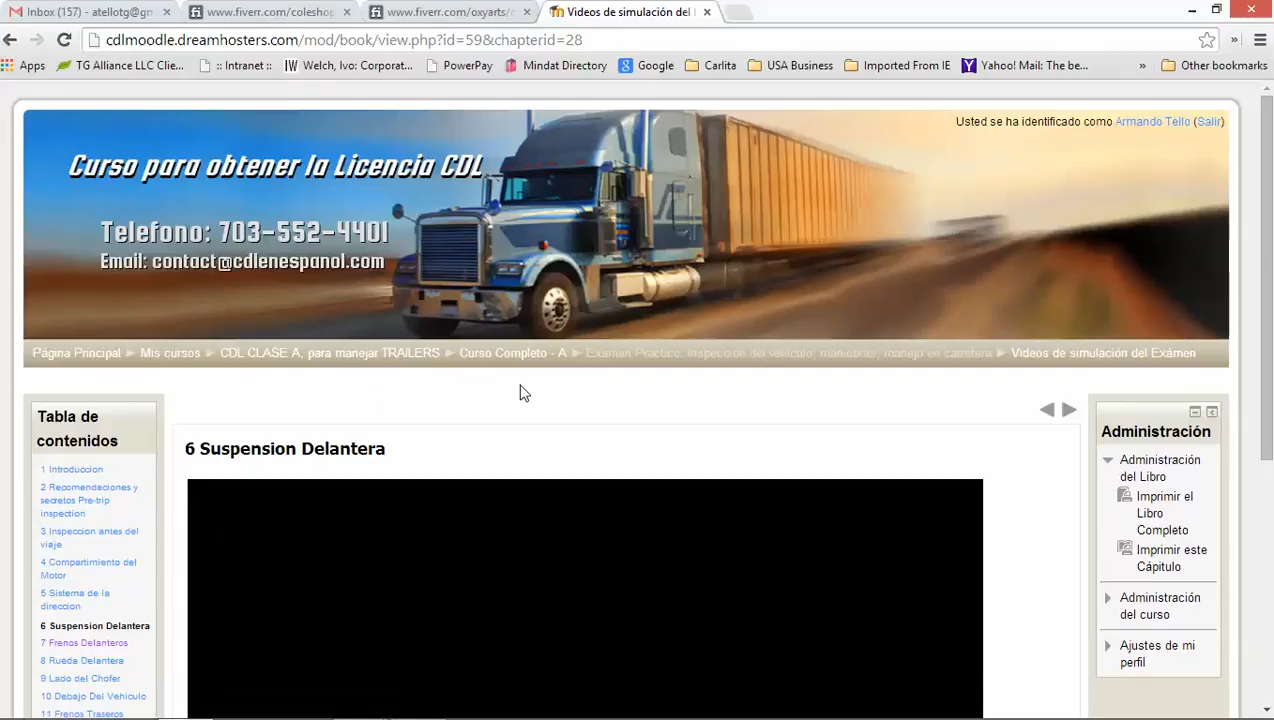 Inbox (157) - atellotg@gm
www.fiverr.com/coleshop
www.fiverr.com/oxyarts/
Videos de simulación del
cdlmoodle.dreamhosters.com/mod/book/view.php?id=59&chapterid=28
Apps
TG Alliance LLC Clie...
:: Intranet ::
Welch, Ivo: Corporat...
PowerPay
Mindat Directory
Google
Carlita
USA Business
Imported From IE
Yahoo! Mail: The be...
»
Other bookmarks
Usted se ha identificado como Armando Tello (Salir)
Curso para obtener la Licencia CDL
Telefono: 703-552-4401
Email: contact@cdlenespanol.com
Página Principal ► Mis cursos ► CDL CLASE A, para manejar TRAILERS ► Curso Completo - A ► Examen Practico: Inspección del vehiculo, maniobras, manejo en carretera ► Videos de simulación del Exámen
Tabla de
contenidos
1 Introduccion
2 Recomendaciones y
secretos Pre-trip
inspection
3 Inspeccion antes del
viaje
4 Compartimiento del
Motor
5 Sistema de la
direccion
6 Suspension Delantera
7 Frenos Delanteros
8 Rueda Delantera
9 Lado del Chofer
10 Debajo Del Vehiculo
11 Frenos Traseros
6 Suspension Delantera
Administración
Administración
del Libro
Imprimir el
Libro
Completo
Imprimir este
Cápitulo
Administración
del curso
Ajustes de mi
perfil